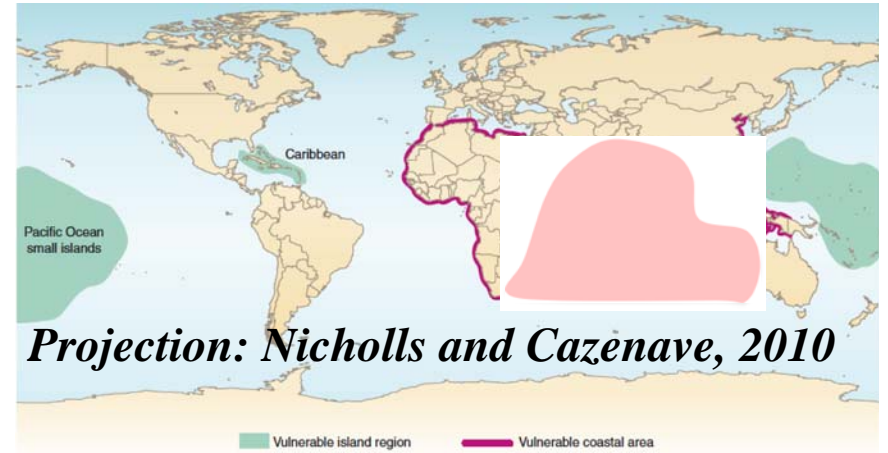 Caribbean
Pacific Ocean
small islands
Projection: Nicholls and Cazenave, 2010
Vulnerable island region
Vulnerable coastal area